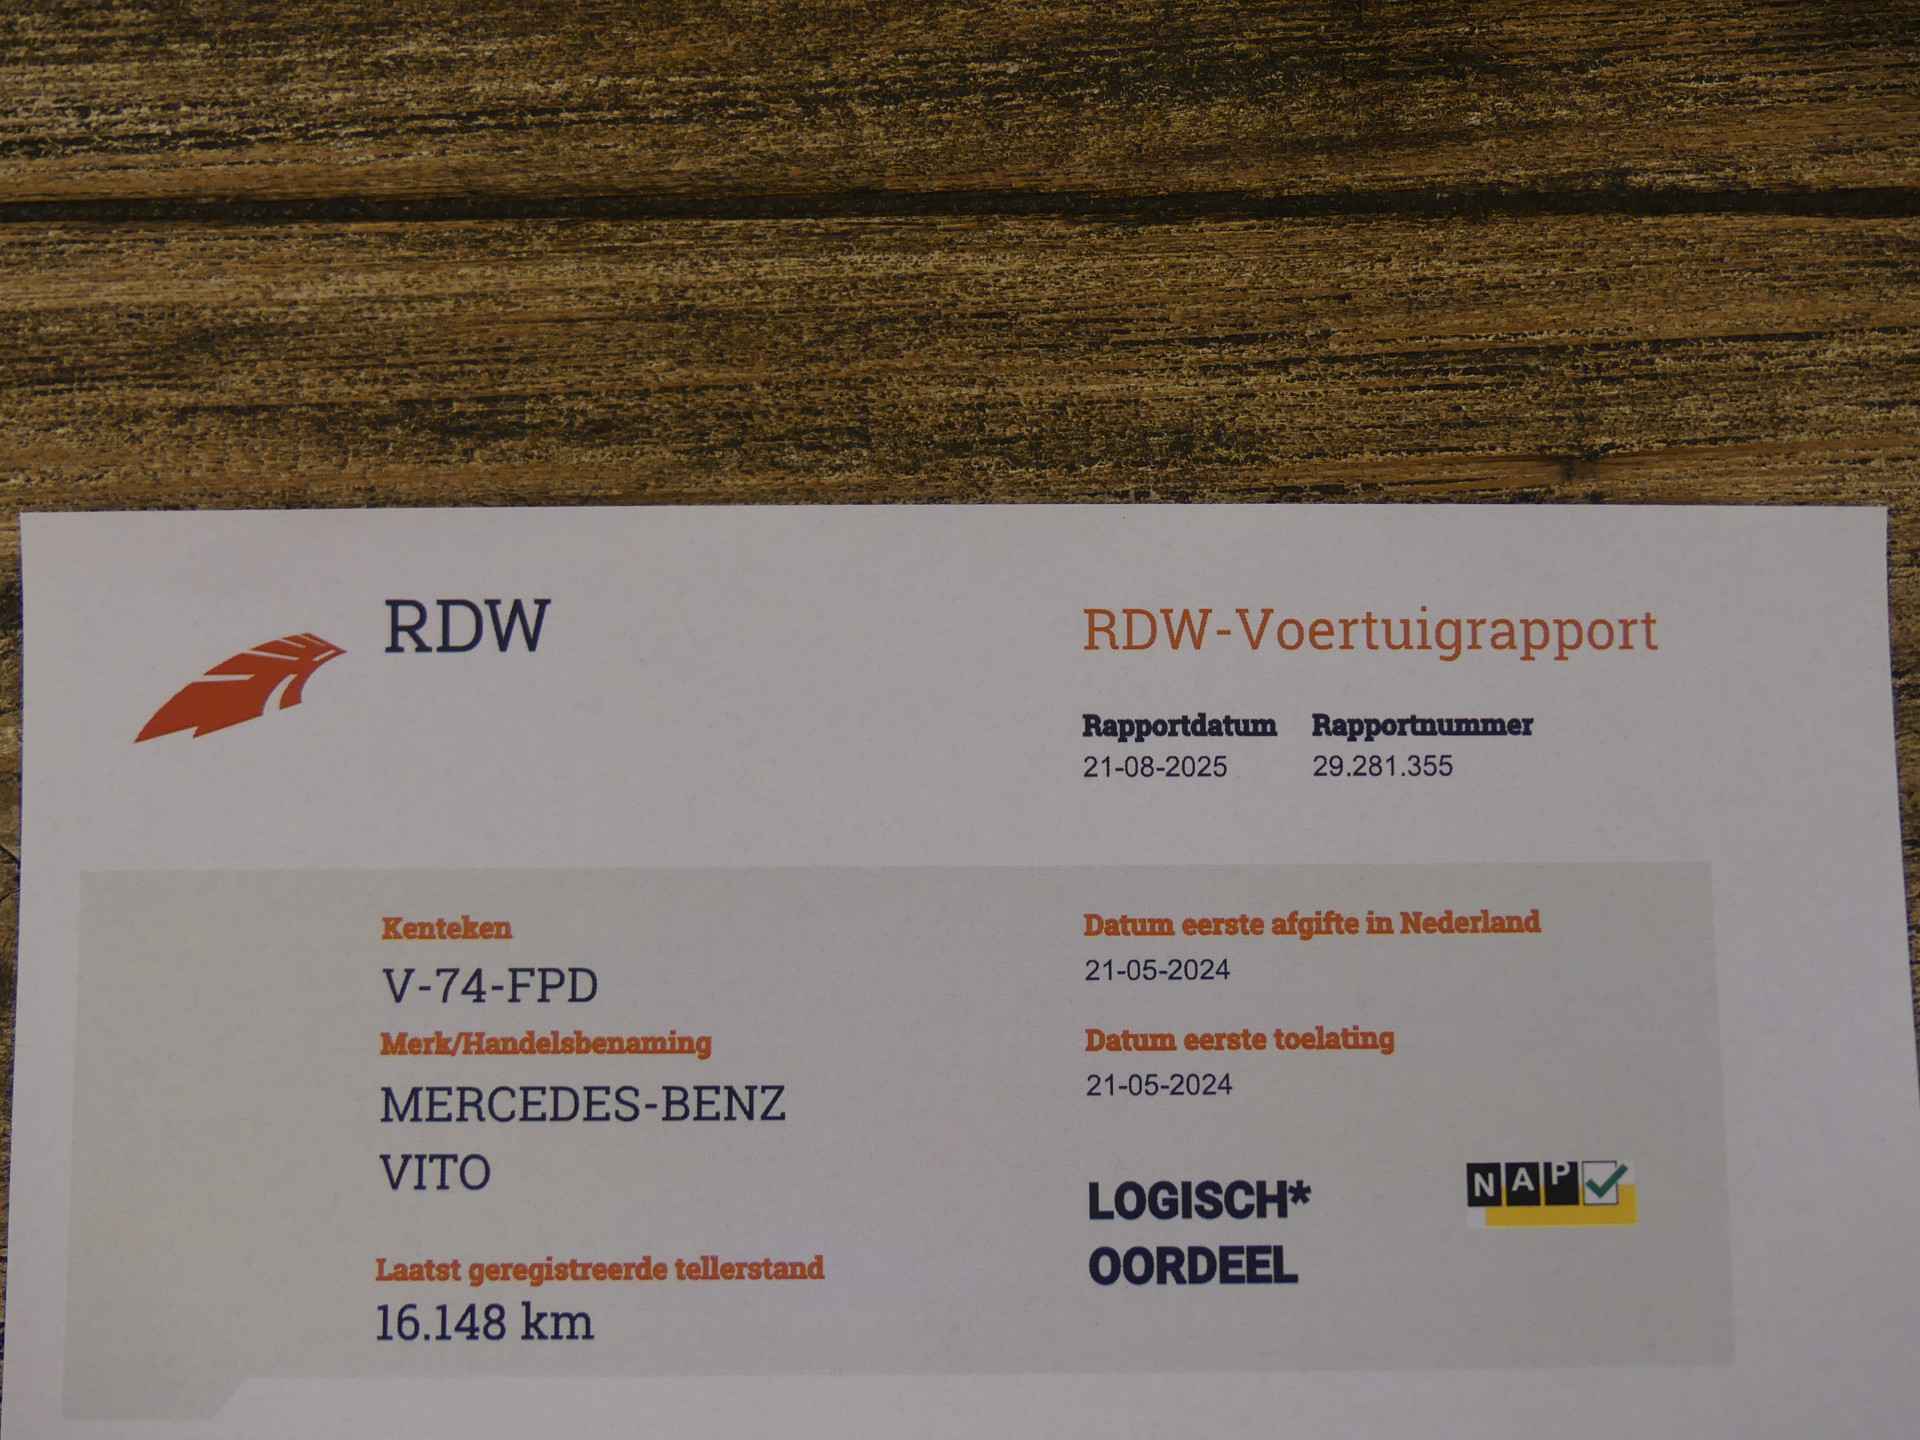 RDW
RDW-Voertuigrapport
Rapportdatum Rapportnummer
21-08-2025 29.281.355
Kenteken
V-74-FPD
Merk/Handelsbenaming
MERCEDES-BENZ
VITO
Laatst geregistreerde tellerstand
16.148 km
Datum eerste afgifte in Nederland
21-05-2024
Datum eerste toelating
21-05-2024
LOGISCH*
OORDEEL
NAP